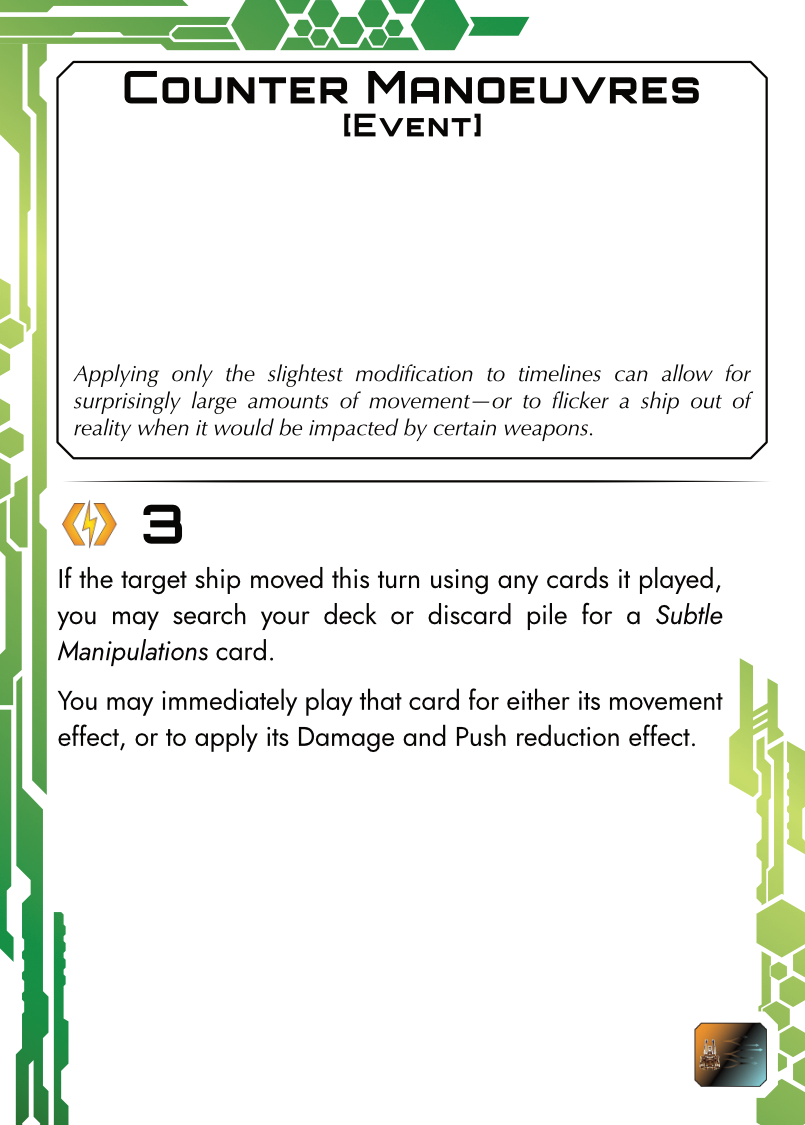 Counter Manoeuvres
[Event]
Applying only the slightest modification to timelines can allow for
surprisingly large amounts of movement—or to flicker a ship out of
reality when it would be impacted by certain weapons.
3
If the target ship moved this turn using any cards it played,
you may search your deck or discard pile for a Subtle
Manipulations card.
You may immediately play that card for either its movement
effect, or to apply its Damage and Push reduction effect.